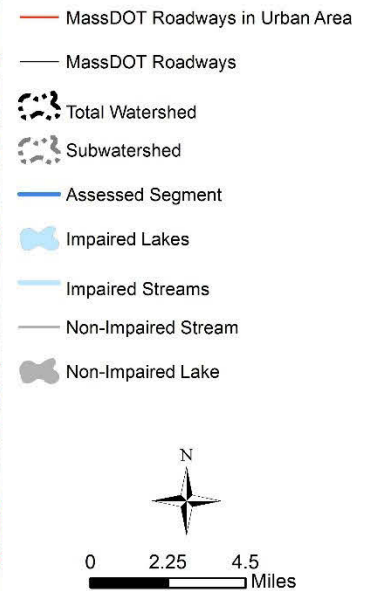 MassDOT Roadways in Urban Area
MassDOT Roadways
Total Watershed
Subwatershed
Assessed Segment
Impaired Lakes
Impaired Streams
Non-Impaired Stream
Non-Impaired Lake
N
0 2.25 4.5
Miles